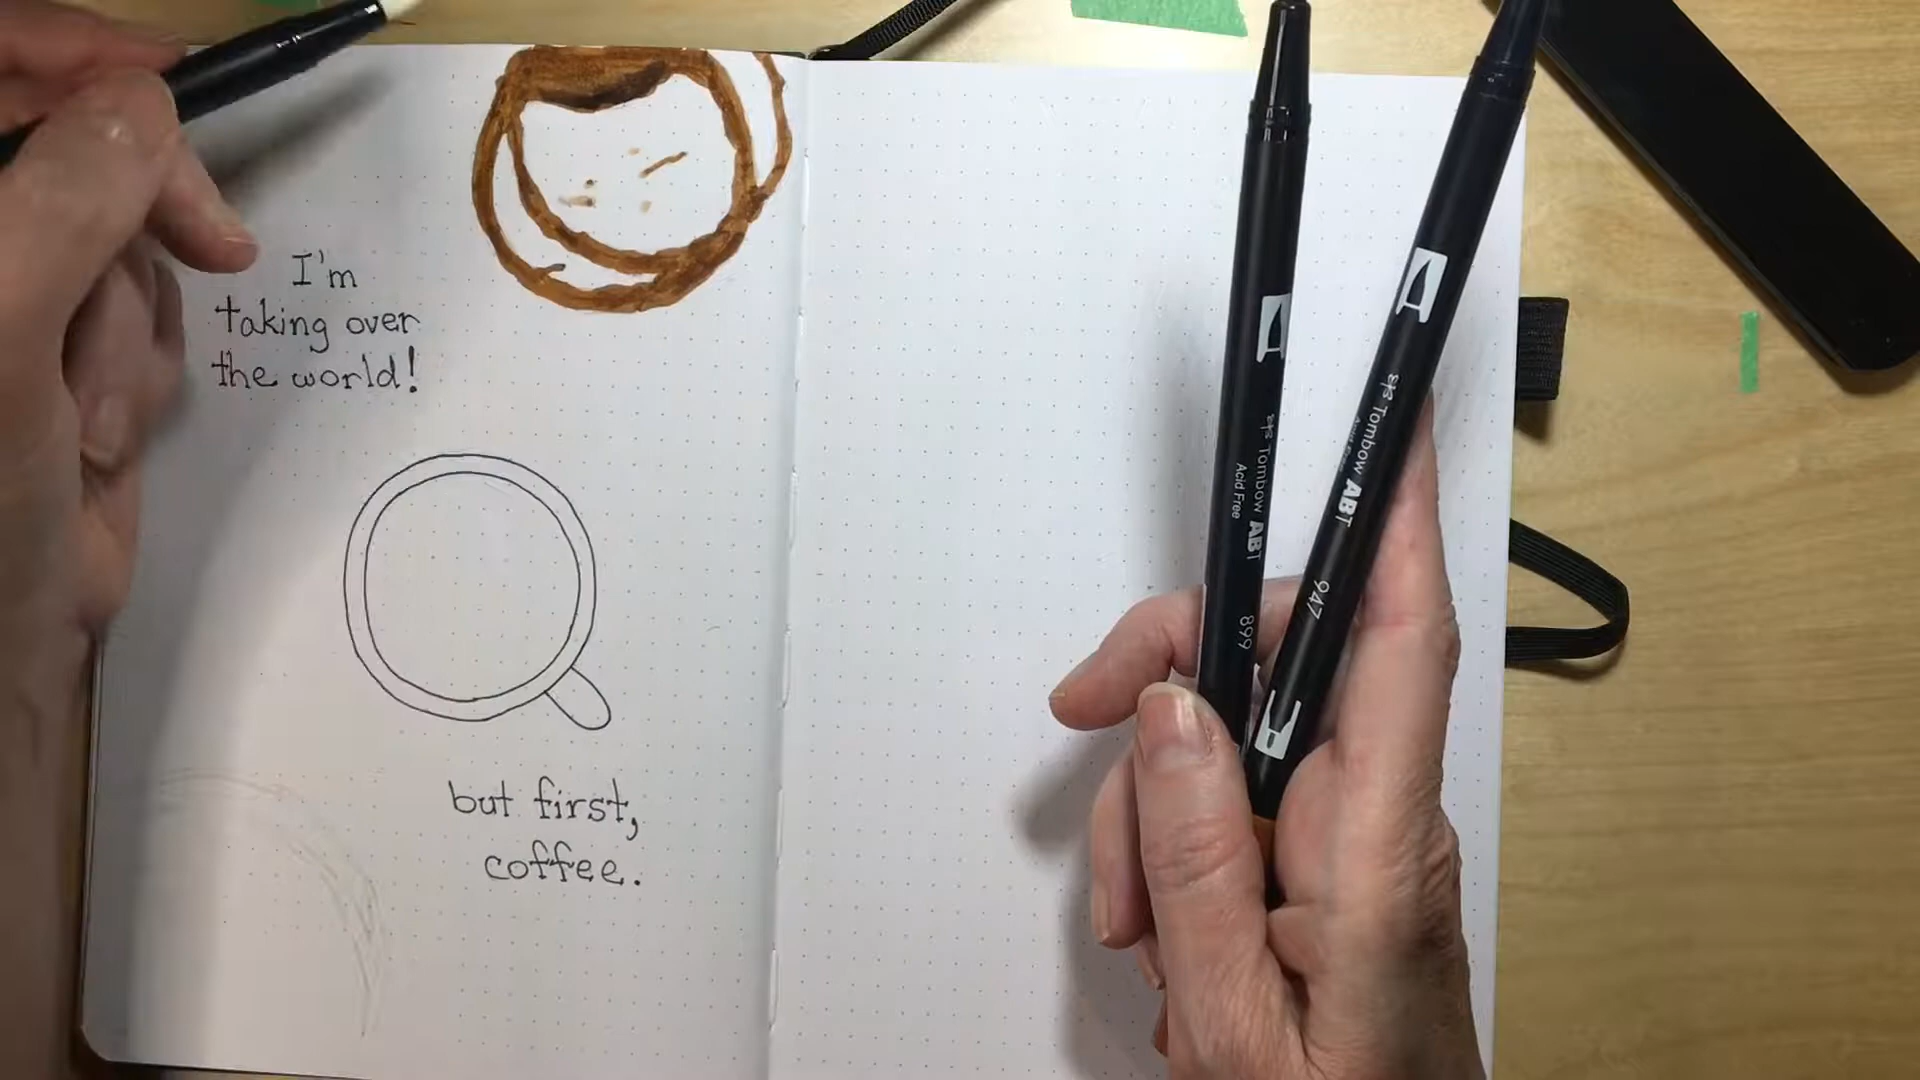 I'm
taking over
the world!
but first,
coffee.
Tombow ABT
Acid Free
899
Tombow ABT
947